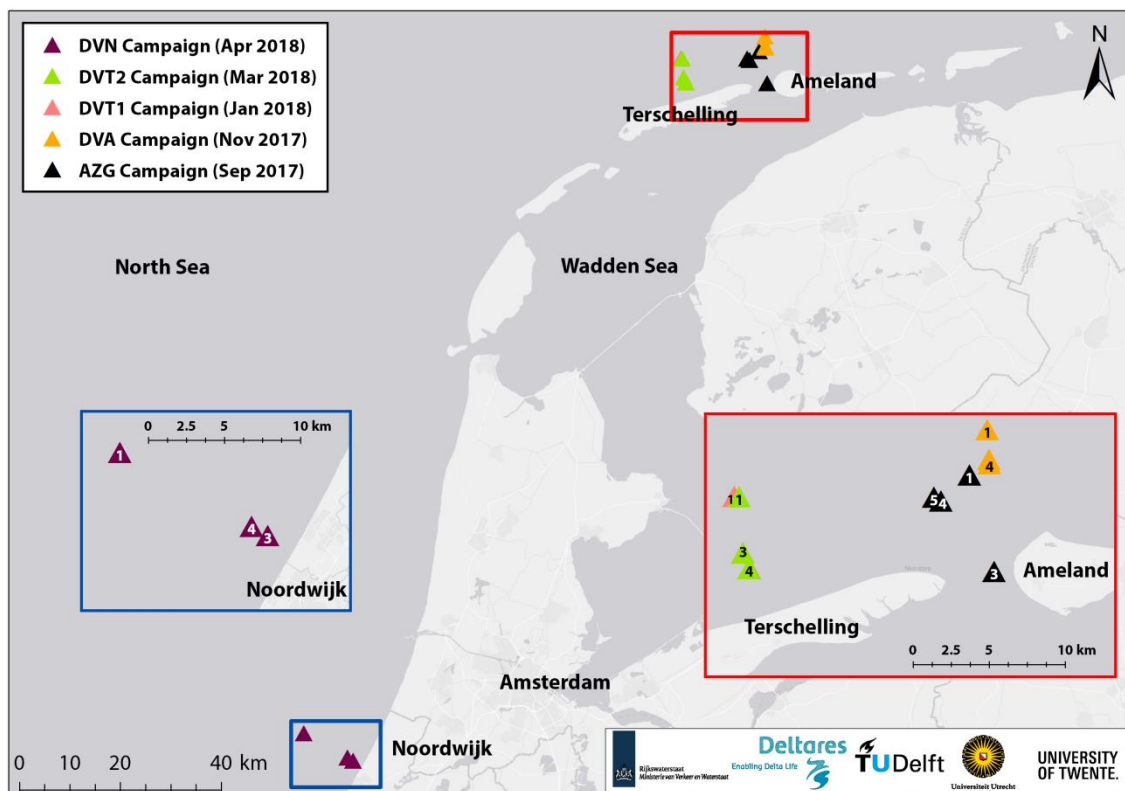 DVN Campaign (Apr 2018)
DVT2 Campaign (Mar 2018)
DVT1 Campaign (Jan 2018)
DVA Campaign (Nov 2017)
AZG Campaign (Sep 2017)
N
Ameland
Terschelling
North Sea
Wadden Sea
0 2.5 5 10 km
1
4
3
Noordwijk
1
4
1
5 4
1 1
3
4
3
Ameland
Terschelling
0 2.5 5 10 km
Amsterdam
Noordwijk
0 10 20 40 km
Rijkswaterstaat
Ministerie van Verkeer en Waterstaat
Deltares
Enabling Delta Life
TU Delft
Universiteit Utrecht
UNIVERSITY
OF TWENTE.